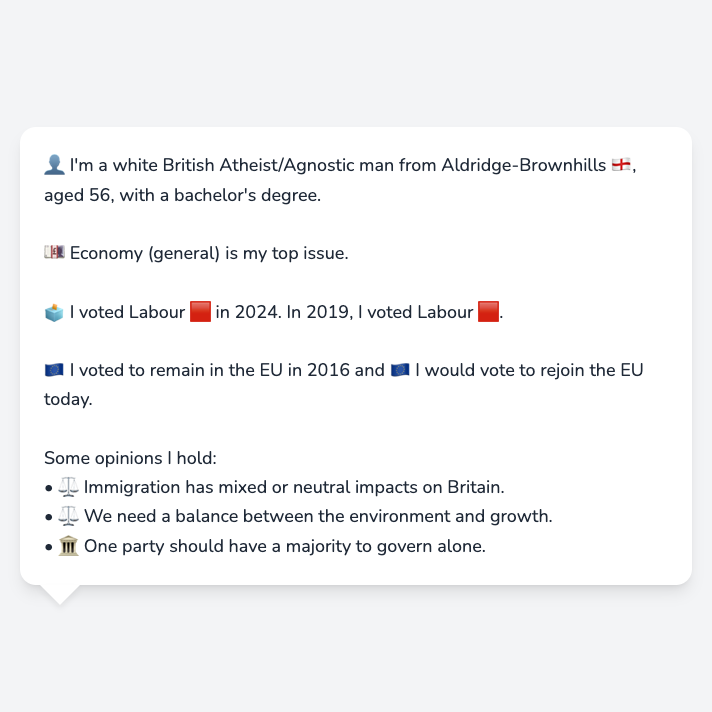 👤 I'm a white British Atheist/Agnostic man from Aldridge-Brownhills 🏴󠁧󠁢󠁥󠁮󠁧󠁿,
aged 56, with a bachelor's degree.
💷 Economy (general) is my top issue.
🗳️ I voted Labour 🟥 in 2024. In 2019, I voted Labour 🟥.
🇪🇺 I voted to remain in the EU in 2016 and 🇪🇺 I would vote to rejoin the EU
today.
Some opinions I hold:
• ⚖️ Immigration has mixed or neutral impacts on Britain.
• ⚖️ We need a balance between the environment and growth.
• 🏛️ One party should have a majority to govern alone.